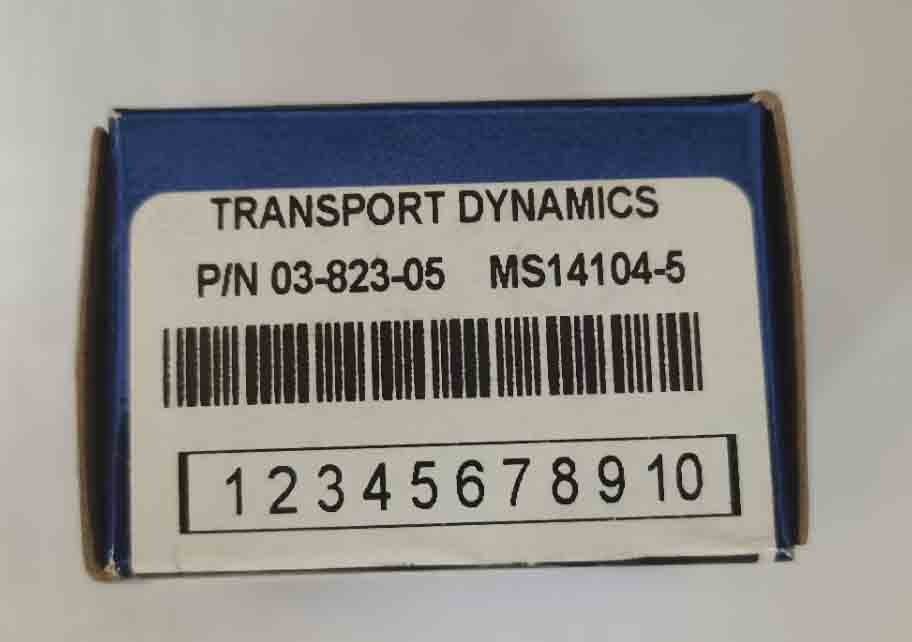 TRANSPORT DYNAMICS
P/N 03-823-05 MS14104-5
1 2 3 4 5 6 7 8 9 10